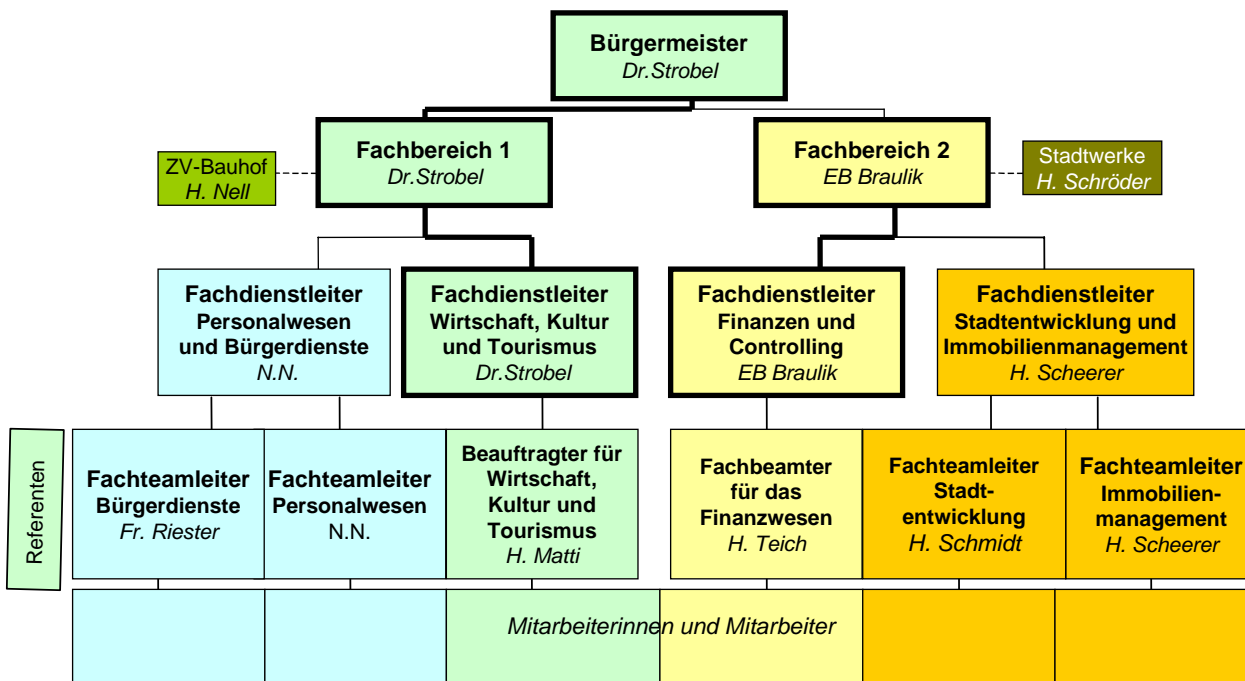 Bürgermeister
Dr.Strobel
ZV-Bauhof
H. Nell
Fachbereich 1
Dr.Strobel
Fachbereich 2
EB Braulik
Stadtwerke
H. Schröder
Fachdienstleiter
Personalwesen
und Bürgerdienste
N.N.
Fachdienstleiter
Wirtschaft, Kultur
und Tourismus
Dr.Strobel
Fachdienstleiter
Finanzen und
Controlling
EB Braulik
Fachdienstleiter
Stadtentwicklung und
Immobilienmanagement
H. Scheerer
Referenten
Fachteamleiter
Bürgerdienste
Fr. Riester
Fachteamleiter
Personalwesen
N.N.
Beauftragter für
Wirtschaft,
Kultur und
Tourismus
H. Matti
Fachbeamter
für das
Finanzwesen
H. Teich
Fachteamleiter
Stadt-
entwicklung
H. Schmidt
Fachteamleiter
Immobilien-
management
H. Scheerer
Mitarbeiterinnen und Mitarbeiter